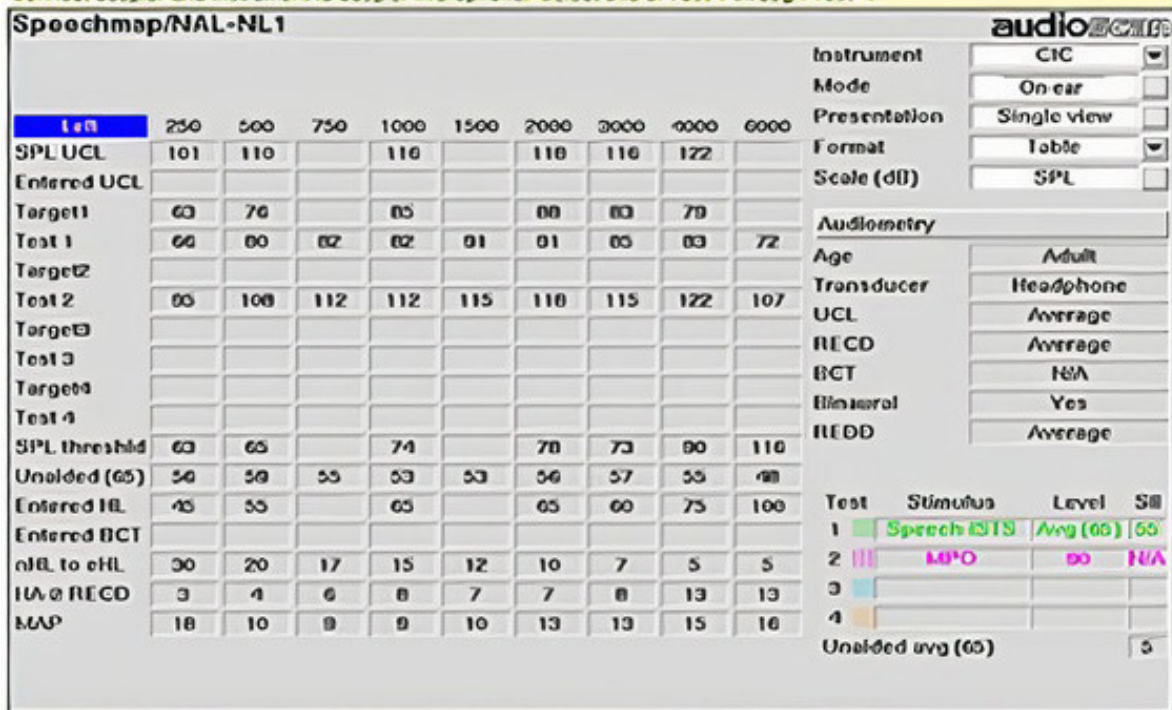 Speechmap/NAL-NL1
audioscan
Instrument CIC
Mode On-ear
Presentation Single view
Format Table
Scale (dB) SPL
Left 250 500 750 1000 1500 2000 3000 4000 6000
SPL UCL 101 110 116 118 116 122
Entered UCL
Target1 63 76 85 88 83 79
Test 1 80 82 82 81 81 85 83 72
Target2
Test 2 108 112 112 115 118 115 122 107
Target3
Test 3
Target4
Test 4
SPL threshld 63 65 74 78 73 90 116
Unaided (65) 58 55 53 53 56 57 55
Entered HL 45 55 65 65 60 75 100
Entered BCT
nHL to eHL 30 20 17 15 12 10 7 5 5
RECD 3 4 6 8 7 7 8 13 13
MAP 18 10 9 9 10 13 13 15 16
Audiometry
Age Adult
Transducer Headphone
UCL Average
RECD Average
BCT N/A
Binaural Yes
REDD Average
Test Stimulus Level SII
1 Speech-ISTS Avg (65)
2 MPO 90 N/A
3
4
Unaided avg (65)